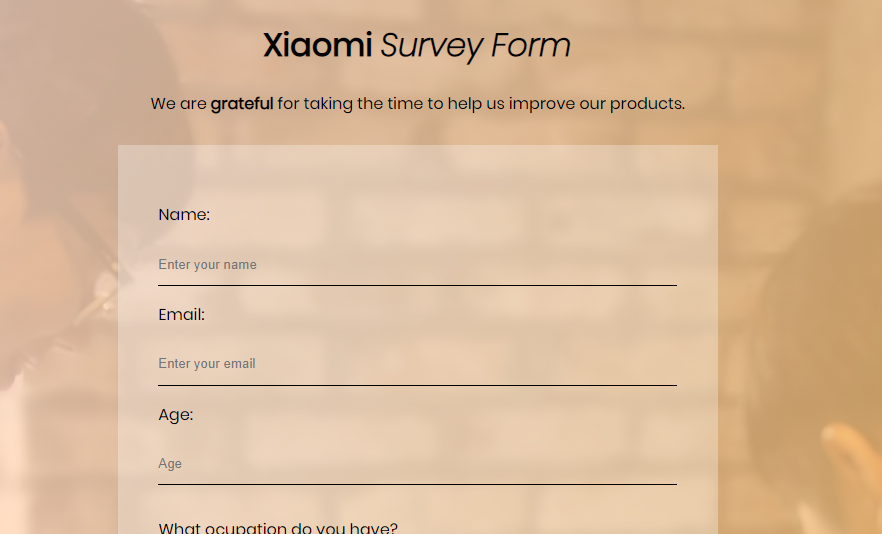 Xiaomi Survey Form
We are grateful for taking the time to help us improve our products.
Name:
Enter your name
Email:
Enter your email
Age:
Age
What ocupation do you have?